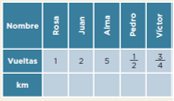 Nombre Rosa Juan Alma Pedro Víctor
Vueltas 1 2 5 1/2 3/4
km